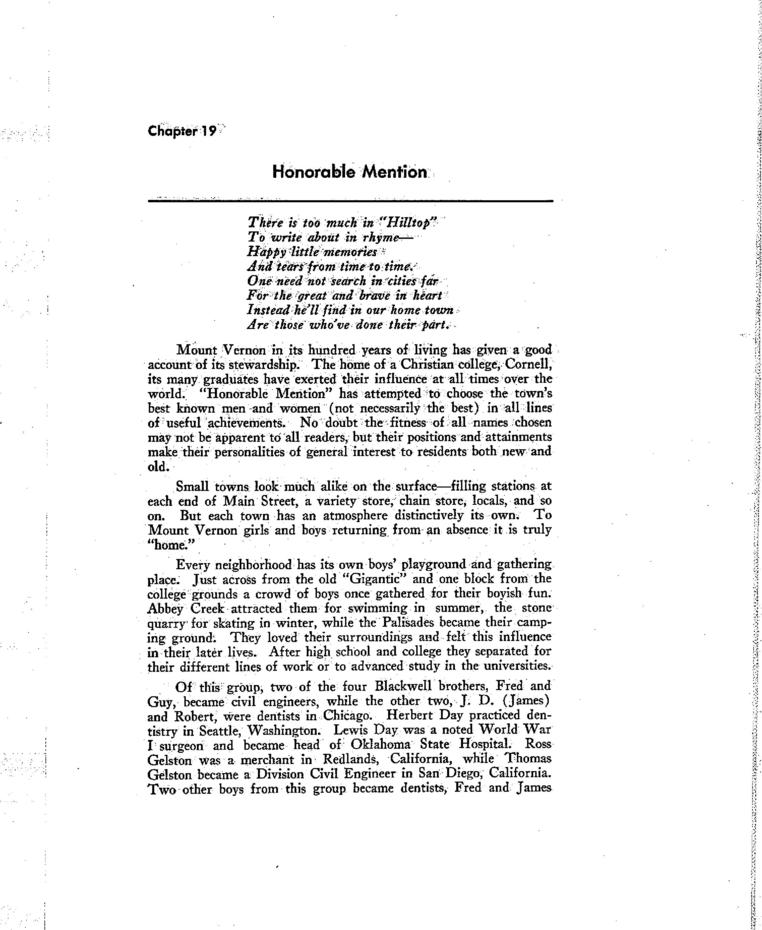 Chapter 19
Honorable Mention
There is too much in "Hilltop"
To write about in rhyme—
Happy little memories
And tears from time to time.
One need not search in cities far
For the great and brave in heart
Instead he'll find in our home town
Are those who've done their part.
Mount Vernon in its hundred years of living has given a good
account of its stewardship. The home of a Christian college, Cornell,
its many graduates have exerted their influence at all times over the
world. "Honorable Mention" has attempted to choose the town's
best known men and women (not necessarily the best) in all lines
of useful achievements. No doubt the fitness of all names chosen
may not be apparent to all readers, but their positions and attainments
make their personalities of general interest to residents both new and
old.
Small towns look much alike on the surface—filling stations at
each end of Main Street, a variety store, chain store, locals, and so
on. But each town has an atmosphere distinctively its own. To
Mount Vernon girls and boys returning from an absence it is truly
"home."
Every neighborhood has its own boys' playground and gathering
place. Just across from the old "Gigantic" and one block from the
college grounds a crowd of boys once gathered for their boyish fun.
Abbey Creek attracted them for swimming in summer, the stone
quarry for skating in winter, while the Palisades became their camp-
ing ground. They loved their surroundings and felt this influence
in their later lives. After high school and college they separated for
their different lines of work or to advanced study in the universities.
Of this group, two of the four Blackwell brothers, Fred and
Guy, became civil engineers, while the other two, J. D. (James)
and Robert, were dentists in Chicago. Herbert Day practiced den-
tistry in Seattle, Washington. Lewis Day was a noted World War
I surgeon and became head of Oklahoma State Hospital. Ross
Gelston was a merchant in Redlands, California, while Thomas
Gelston became a Division Civil Engineer in San Diego, California.
Two other boys from this group became dentists, Fred and James